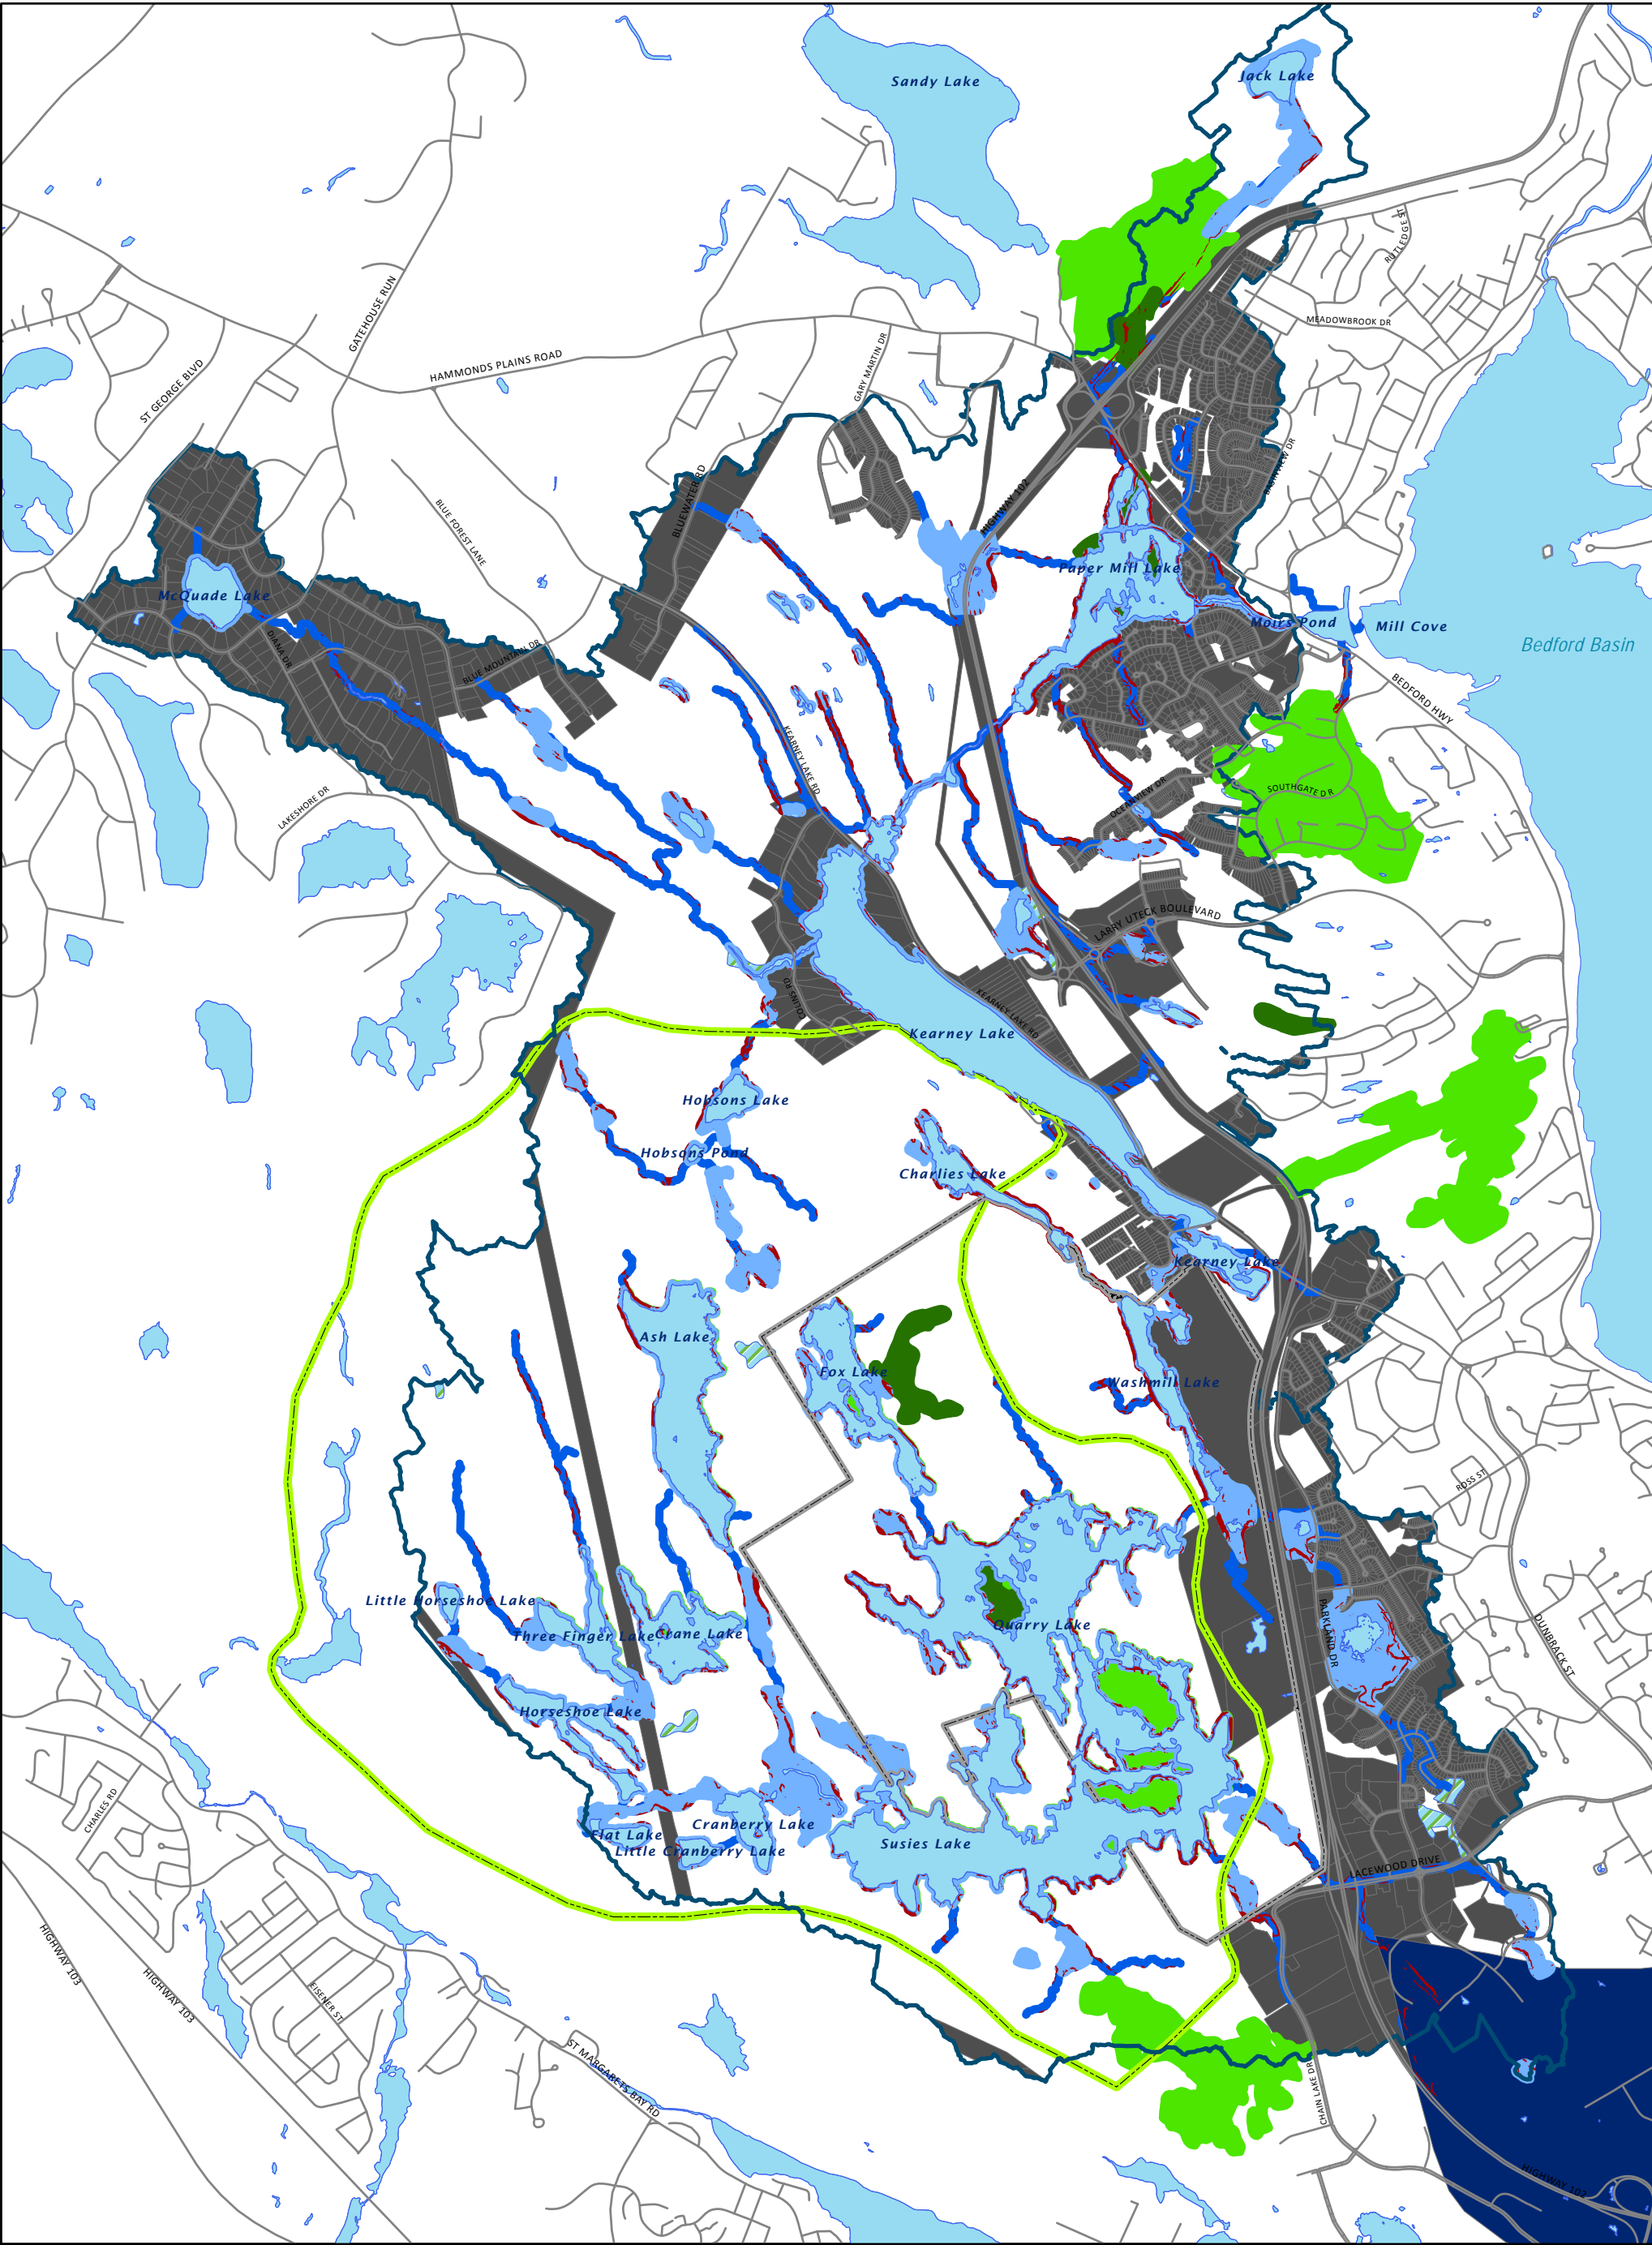 Jack Lake
Sandy Lake
RUTLEDGE ST
MEADOWBROOK DR
GATEHOUSE RUN
HAMMONDS PLAINS ROAD
GARY MARTIN DR
ST GEORGE BLVD
BASINVIEW DR
BLUEWATER RD
HIGHWAY 102
BLUE FOREST LANE
Paper Mill Lake
McQuade Lake
Moirs Pond
Mill Cove
Bedford Basin
DIANA DR
BLUE MOUNTAIN DR
BEDFORD HWY
KEARNEY LAKE RD
SOUTHGATE DR
OCEANVIEW DR
LAKESHORE DR
LARRY UTECK BOULEVARD
COLINS RD
KEARNEY LAKE RD
Kearney Lake
Hobsons Lake
Hobsons Pond
Charlies Lake
Kearney Lake
Ash Lake
Fox Lake
Washmill Lake
ROSS ST
Little Horseshoe Lake
Three Finger Lake
Crane Lake
Quarry Lake
PARKLAND DR
DUNBRACK ST
Horseshoe Lake
CHARLES RD
Cranberry Lake
Flat Lake
Little Cranberry Lake
Susies Lake
LACEWOOD DRIVE
HIGHWAY 103
HIGHWAY 103
EISENER ST
ST MARGARETS BAY RD
CHAIN LAKE DR
HIGHWAY 102